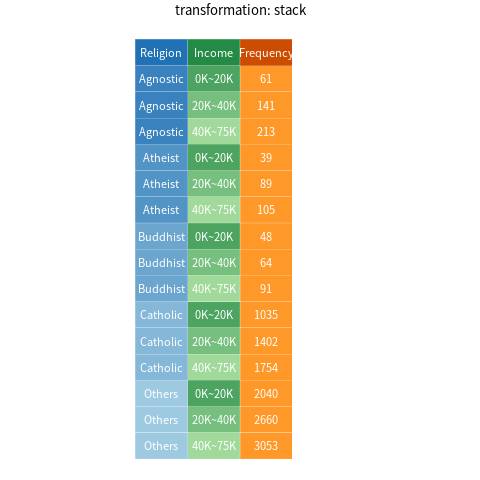 transformation: stack
Religion Income Frequency
Agnostic 0K~20K 61
Agnostic 20K~40K 141
Agnostic 40K~75K 213
Atheist 0K~20K 39
Atheist 20K~40K 89
Atheist 40K~75K 105
Buddhist 0K~20K 48
Buddhist 20K~40K 64
Buddhist 40K~75K 91
Catholic 0K~20K 1035
Catholic 20K~40K 1402
Catholic 40K~75K 1754
Others 0K~20K 2040
Others 20K~40K 2660
Others 40K~75K 3053